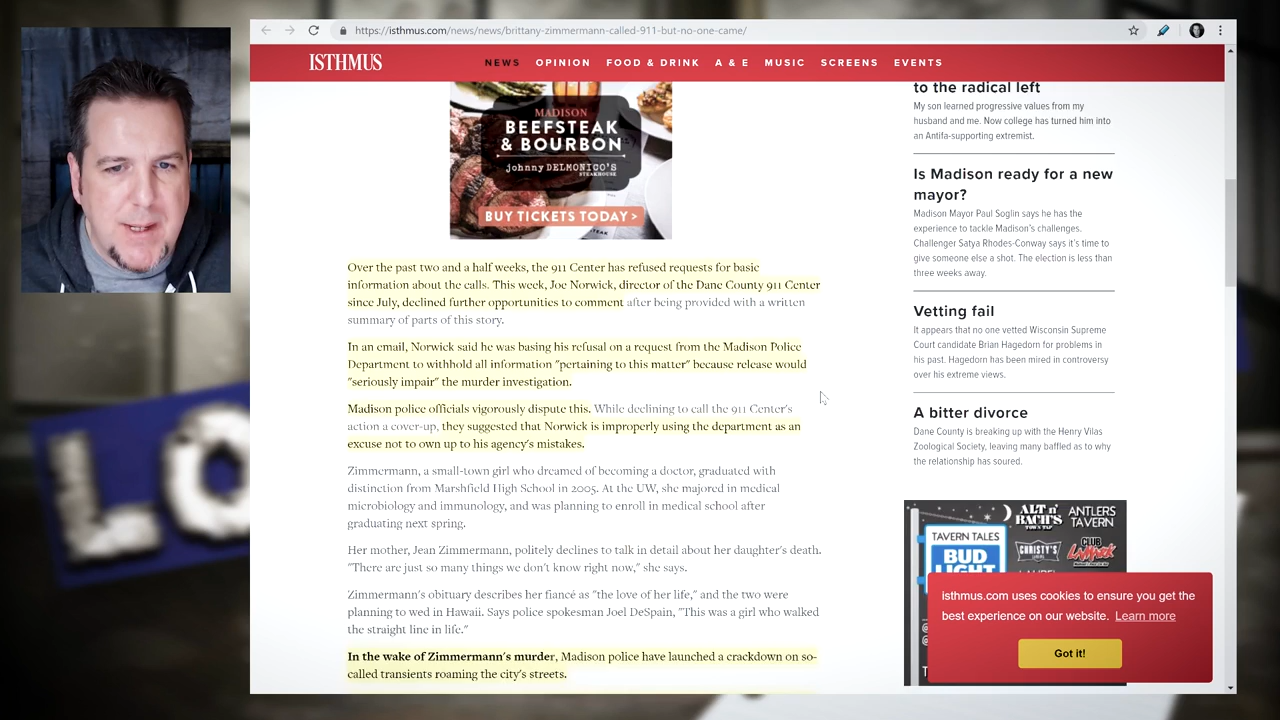 https://isthmus.com/news/news/brittany-zimmermann-called-911-but-no-one-came/
ISTHMUS
NEWS OPINION FOOD & DRINK A & E MUSIC SCREENS EVENTS
MADISON
BEEFSTEAK
& BOURBON
johnny DELMONICO'S
STEAKHOUSE
BUY TICKETS TODAY >
Over the past two and a half weeks, the 911 Center has refused requests for basic
information about the calls. This week, Joe Norwick, director of the Dane County 911 Center
since July, declined further opportunities to comment after being provided with a written
summary of parts of this story.
In an email, Norwick said he was basing his refusal on a request from the Madison Police
Department to withhold all information "pertaining to this matter" because release would
"seriously impair" the murder investigation.
Madison police officials vigorously dispute this. While declining to call the 911 Center's
action a cover-up, they suggested that Norwick is improperly using the department as an
excuse not to own up to his agency's mistakes.
Zimmermann, a small-town girl who dreamed of becoming a doctor, graduated with
distinction from Marshfield High School in 2005. At the UW, she majored in medical
microbiology and immunology, and was planning to enroll in medical school after
graduating next spring.
Her mother, Jean Zimmermann, politely declines to talk in detail about her daughter's death.
"There are just so many things we don't know right now," she says.
Zimmermann's obituary describes her fiancé as "the love of her life," and the two were
planning to wed in Hawaii. Says police spokesman Joel DeSpain, "This was a girl who walked
the straight line in life."
In the wake of Zimmermann's murder, Madison police have launched a crackdown on so-
called transients roaming the city's streets.
to the radical left
My son learned progressive values from my
husband and me. Now college has turned him into
an Antifa-supporting extremist.
Is Madison ready for a new
mayor?
Madison Mayor Paul Soglin says he has the
experience to tackle Madison's challenges.
Challenger Satya Rhodes-Conway says it's time to
give someone else a shot. The election is less than
three weeks away.
Vetting fail
It appears that no one vetted Wisconsin Supreme
Court candidate Brian Hagedorn for problems in
his past. Hagedorn has been mired in controversy
over his extreme views.
A bitter divorce
Dane County is breaking up with the Henry Vilas
Zoological Society, leaving many baffled as to why
the relationship has soured.
TAVERN TALES
BUD
LIGHT
ALT N'
BACH'S
ANTLERS
TAVERN
CHRISTY'S
CLUB
LaMark
isthmus.com uses cookies to ensure you get the
best experience on our website. Learn more
Got it!
LO